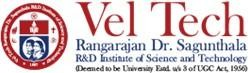 Vel Tech
Rangarajan Dr. Sagunthala
R&D Institute of Science and Technology
(Deemed to be University Estd. u/s 3 of UGC Act, 1956)